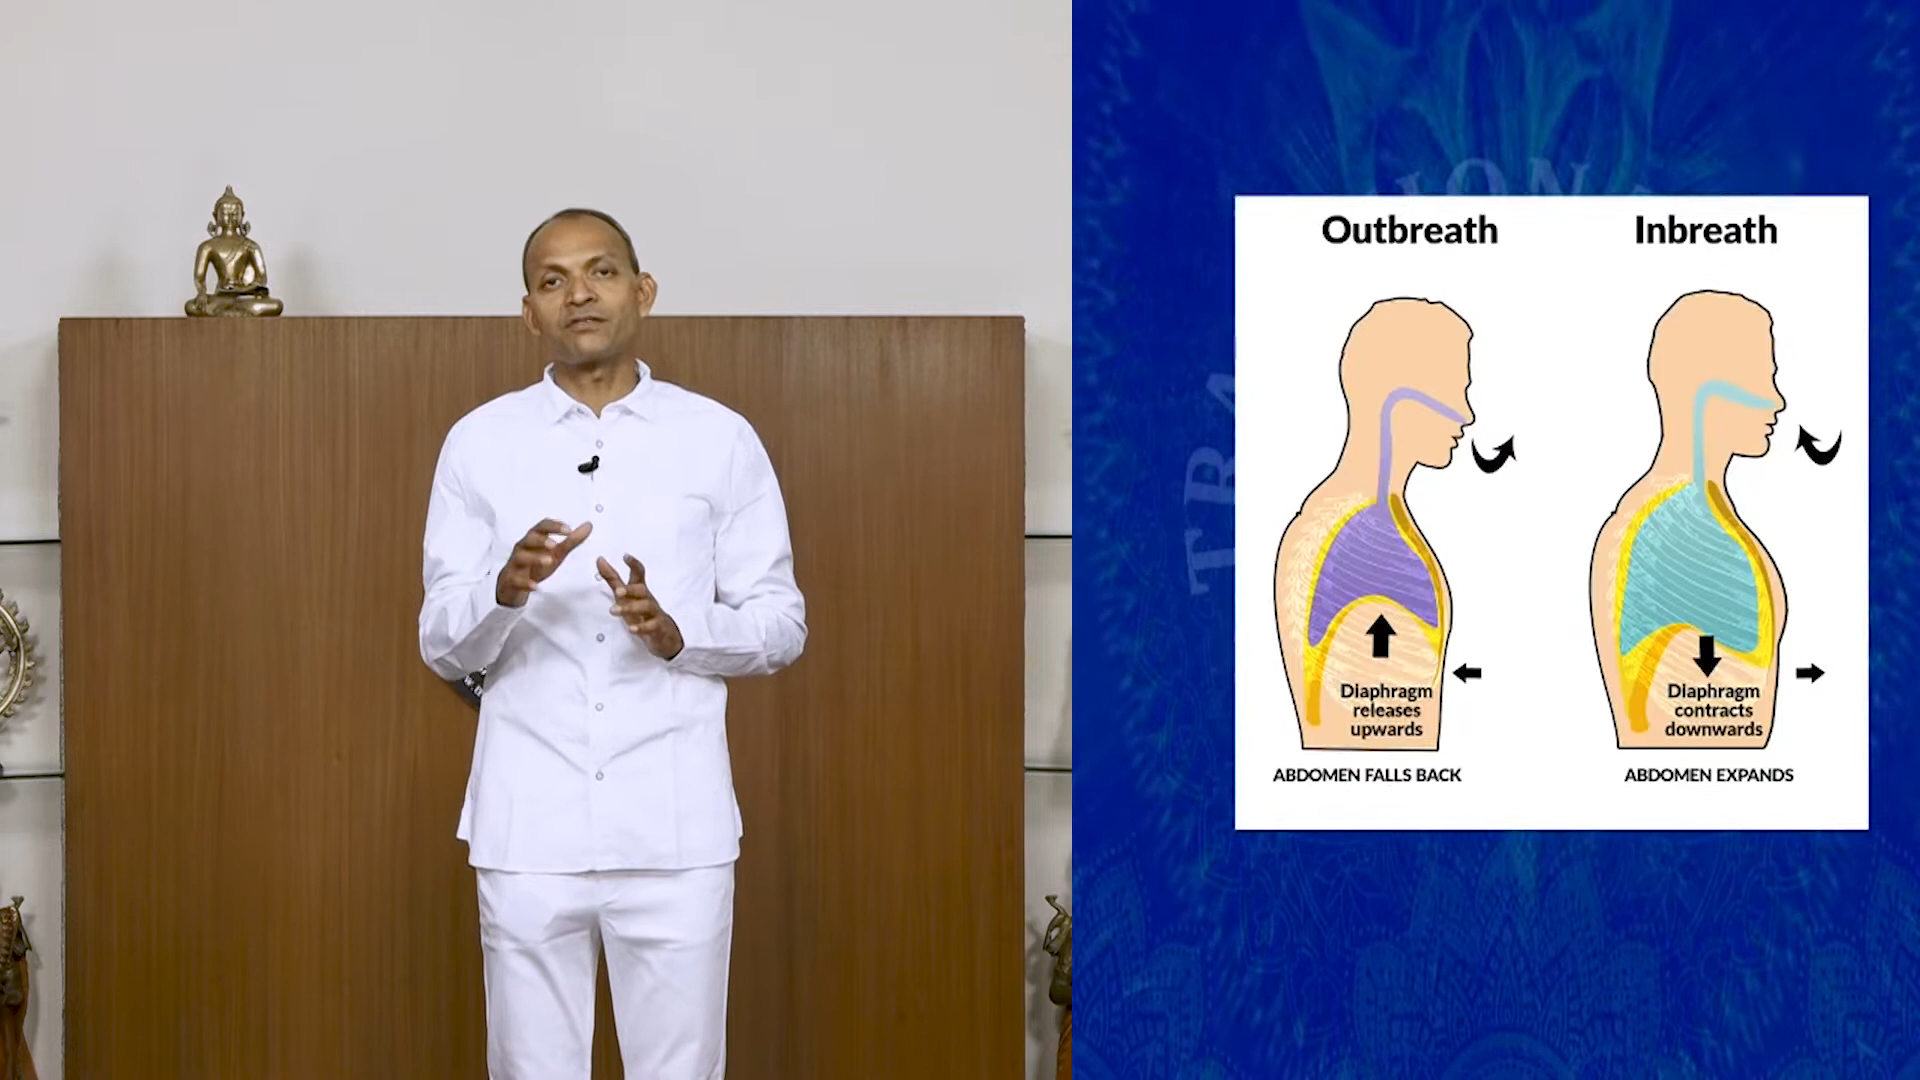 Outbreath
Inbreath
Diaphragm
releases
upwards
Diaphragm
contracts
downwards
ABDOMEN FALLS BACK
ABDOMEN EXPANDS